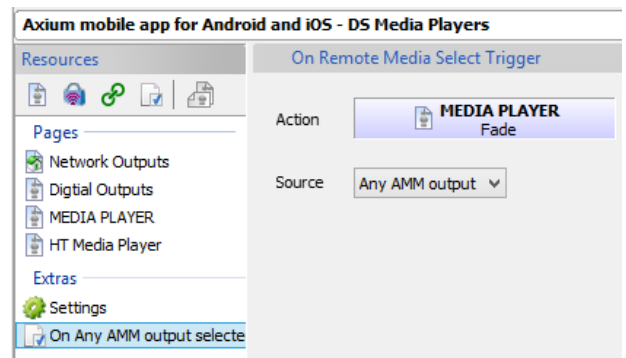 Axium mobile app for Android and iOS - DS Media Players
Resources
On Remote Media Select Trigger
Action
MEDIA PLAYER
Fade
Source
Any AMM output
Pages
Network Outputs
Digtial Outputs
MEDIA PLAYER
HT Media Player
Extras
Settings
On Any AMM output selecte